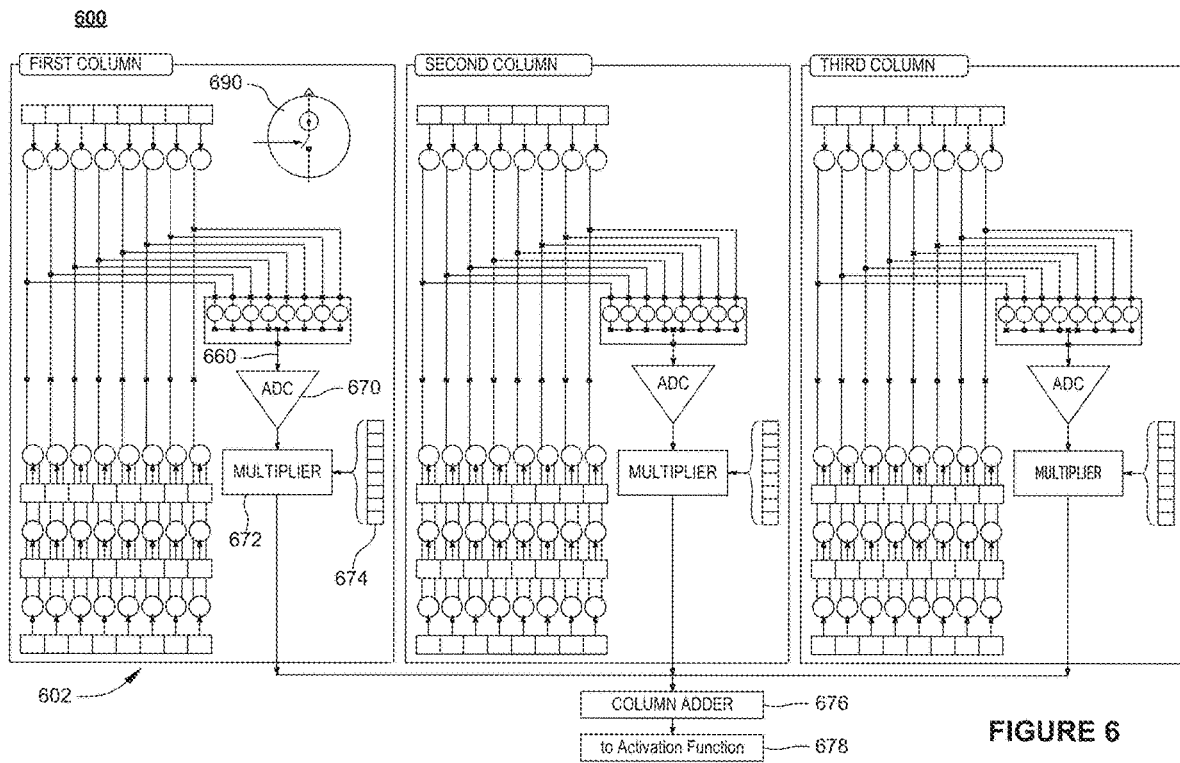 600
FIRST COLUMN
SECOND COLUMN
THIRD COLUMN
690
660
ADC
670
ADC
ADC
MULTIPLIER
MULTIPLIER
MULTIPLIER
672
674
602
COLUMN ADDER
676
to Activation Function
678
FIGURE 6